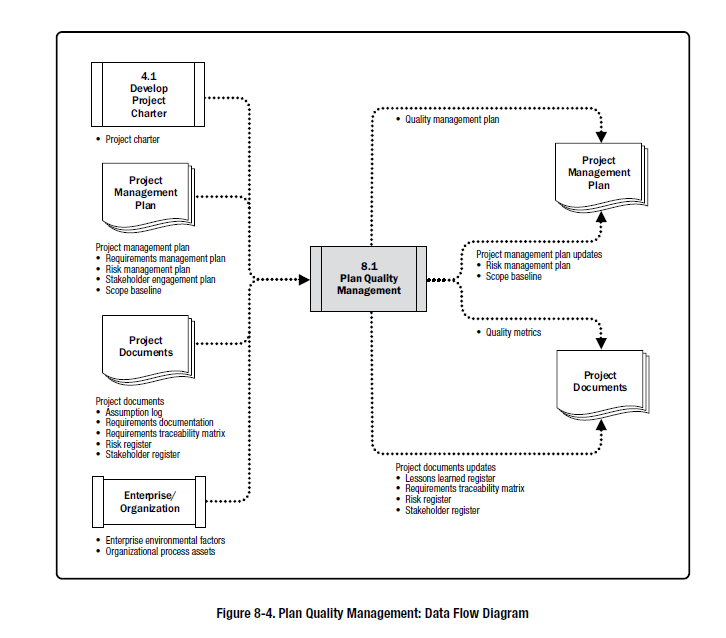 4.1
Develop
Project
Charter
• Project charter
Project
Management
Plan
Project management plan
• Requirements management plan
• Risk management plan
• Stakeholder engagement plan
• Scope baseline
Project
Documents
Project documents
• Assumption log
• Requirements documentation
• Requirements traceability matrix
• Risk register
• Stakeholder register
Enterprise/
Organization
• Enterprise environmental factors
• Organizational process assets
8.1
Plan Quality
Management
• Quality management plan
Project
Management
Plan
Project management plan updates
• Risk management plan
• Scope baseline
• Quality metrics
Project
Documents
Project documents updates
• Lessons learned register
• Requirements traceability matrix
• Risk register
• Stakeholder register
Figure 8-4. Plan Quality Management: Data Flow Diagram